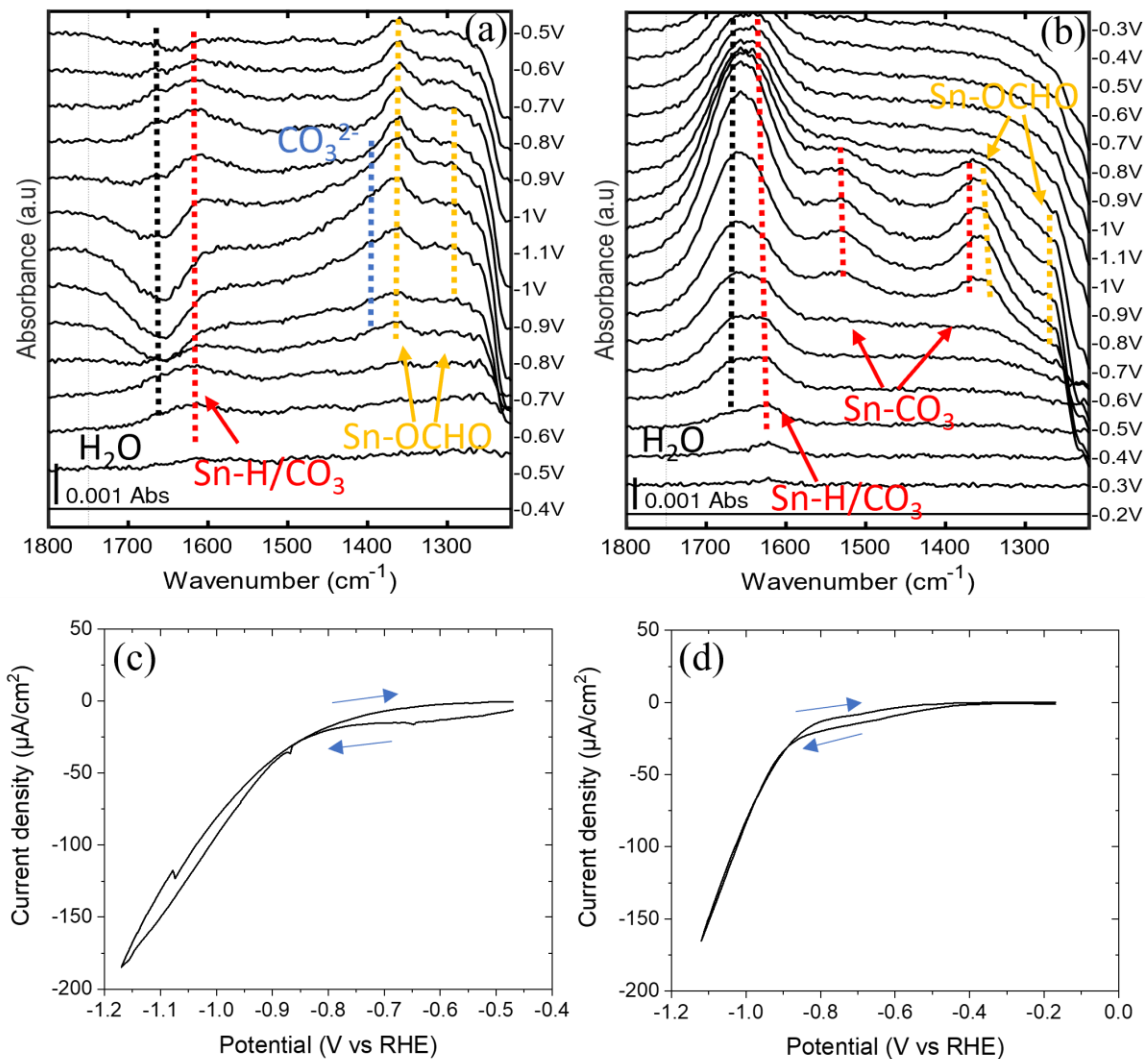 (a)
-0.5V
-0.6V
-0.7V
-0.8V
-0.9V
-1V
-1.1V
-1V
-0.9V
-0.8V
-0.7V
-0.6V
-0.5V
-0.4V
CO₃²⁻
Sn-OCHO
Sn-H/CO₃
H₂O
0.001 Abs
Absorbance (a.u)
1800 1700 1600 1500 1400 1300
Wavenumber (cm⁻¹)
(b)
-0.3V
-0.4V
-0.5V
-0.6V
-0.7V
-0.8V
-0.9V
-1V
-1.1V
-1V
-0.9V
-0.8V
-0.7V
-0.6V
-0.5V
-0.4V
-0.3V
-0.2V
Sn-OCHO
Sn-CO₃
Sn-H/CO₃
H₂O
0.001 Abs
Absorbance (a.u)
1800 1700 1600 1500 1400 1300
Wavenumber (cm⁻¹)
(c)
50
0
-50
-100
-150
-200
Current density (µA/cm²)
-1.2 -1.1 -1.0 -0.9 -0.8 -0.7 -0.6 -0.5 -0.4
Potential (V vs RHE)
(d)
50
0
-50
-100
-150
-200
Current density (µA/cm²)
-1.2 -1.0 -0.8 -0.6 -0.4 -0.2 0.0
Potential (V vs RHE)